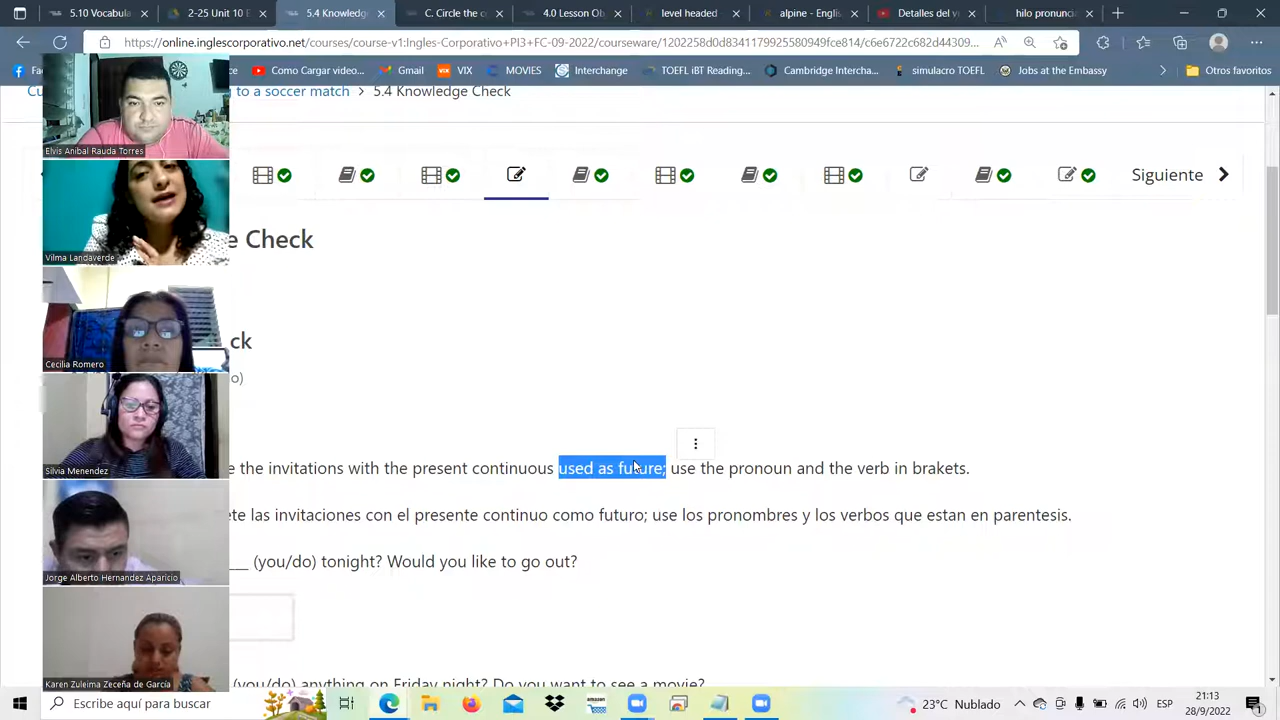 5.10 Vocabula
2-25 Unit 10 E
5.4 Knowledg
C. Circle the c
4.0 Lesson Ob
level headera
alpine - Englis
Detalles del v
hilo pronunci
https://online.inglescorporativo.net/courses/course-v1:Ingles-Corporativo+PI3+FC-09-2022/courseware/1202258d0d8341179925580949fce814/c6e6722c682d44309...
Como Cargar video...
Gmail
VIX
MOVIES
Interchange
TOEFL iBT Reading...
Cambridge Intercha...
simulacro TOEFL
Jobs at the Embassy
Otros favoritos
to a soccer match > 5.4 Knowledge Check
Elvis Anibal Rauda Torres
Siguiente
e Check
Vilma Landaverde
ck
Cecilia Romero
o)
e the invitations with the present continuous used as future; use the pronoun and the verb in brakets.
Silvia Menendez
ete las invitaciones con el presente continuo como futuro; use los pronombres y los verbos que estan en parentesis.
___ (you/do) tonight? Would you like to go out?
Jorge Alberto Hernandez Aparicio
Karen Zuleima Zeceña de García
(you/do) anything on Friday night? Do you want to see a movie?
Escribe aquí para buscar
amazon
23°C Nublado
ESP
21:13
28/9/2022